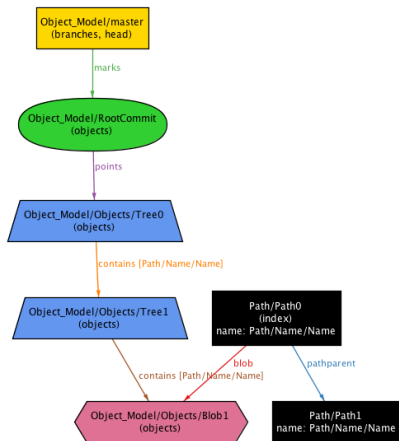 Object_Model/master
(branches, head)
marks
Object_Model/RootCommit
(objects)
points
Object_Model/Objects/Tree0
(objects)
contains [Path/Name/Name]
Object_Model/Objects/Tree1
(objects)
Path/Path0
(index)
name: Path/Name/Name
blob
pathparent
contains [Path/Name/Name]
Object_Model/Objects/Blob1
(objects)
Path/Path1
name: Path/Name/Name